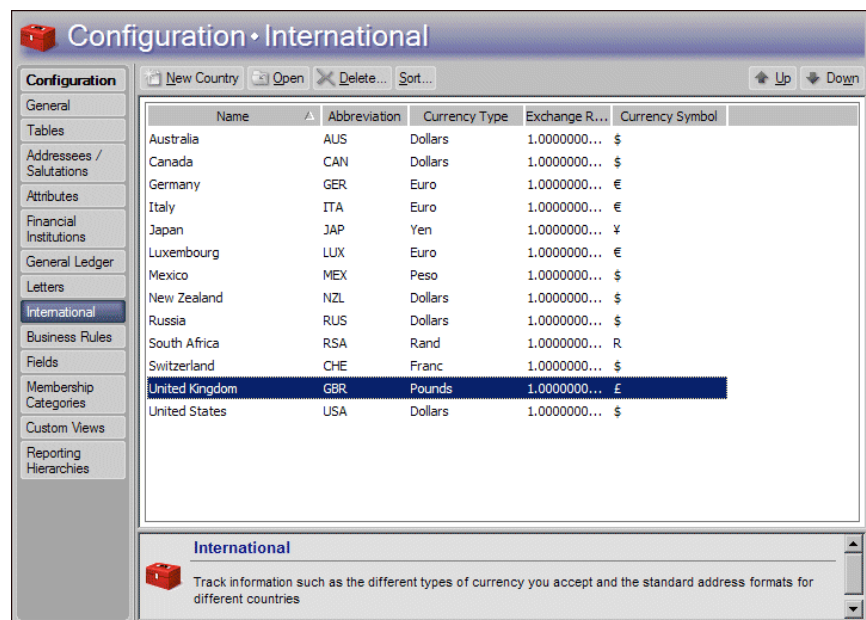 Configuration • International
Configuration
General
Tables
Addressees /
Salutations
Attributes
Financial
Institutions
General Ledger
Letters
International
Business Rules
Fields
Membership
Categories
Custom Views
Reporting
Hierarchies
New Country Open Delete... Sort... Up Down
Name Abbreviation Currency Type Exchange R... Currency Symbol
Australia AUS Dollars 1.0000000... $
Canada CAN Dollars 1.0000000... $
Germany GER Euro 1.0000000... €
Italy ITA Euro 1.0000000... €
Japan JAP Yen 1.0000000... ¥
Luxembourg LUX Euro 1.0000000... €
Mexico MEX Peso 1.0000000... $
New Zealand NZL Dollars 1.0000000... $
Russia RUS Dollars 1.0000000... $
South Africa RSA Rand 1.0000000... R
Switzerland CHE Franc 1.0000000... $
United Kingdom GBR Pounds 1.0000000... £
United States USA Dollars 1.0000000... $
International
Track information such as the different types of currency you accept and the standard address formats for
different countries